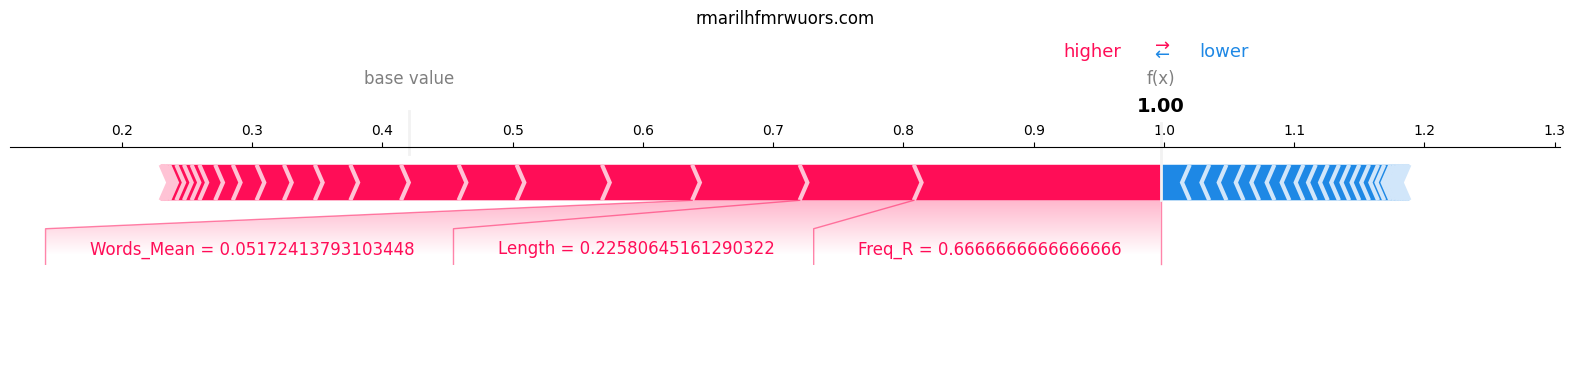 rmarilhfmrwuors.com
higher ⇄ lower
base value f(x)
1.00
0.2 0.3 0.4 0.5 0.6 0.7 0.8 0.9 1.0 1.1 1.2 1.3
Words_Mean = 0.05172413793103448 Length = 0.22580645161290322 Freq_R = 0.6666666666666666